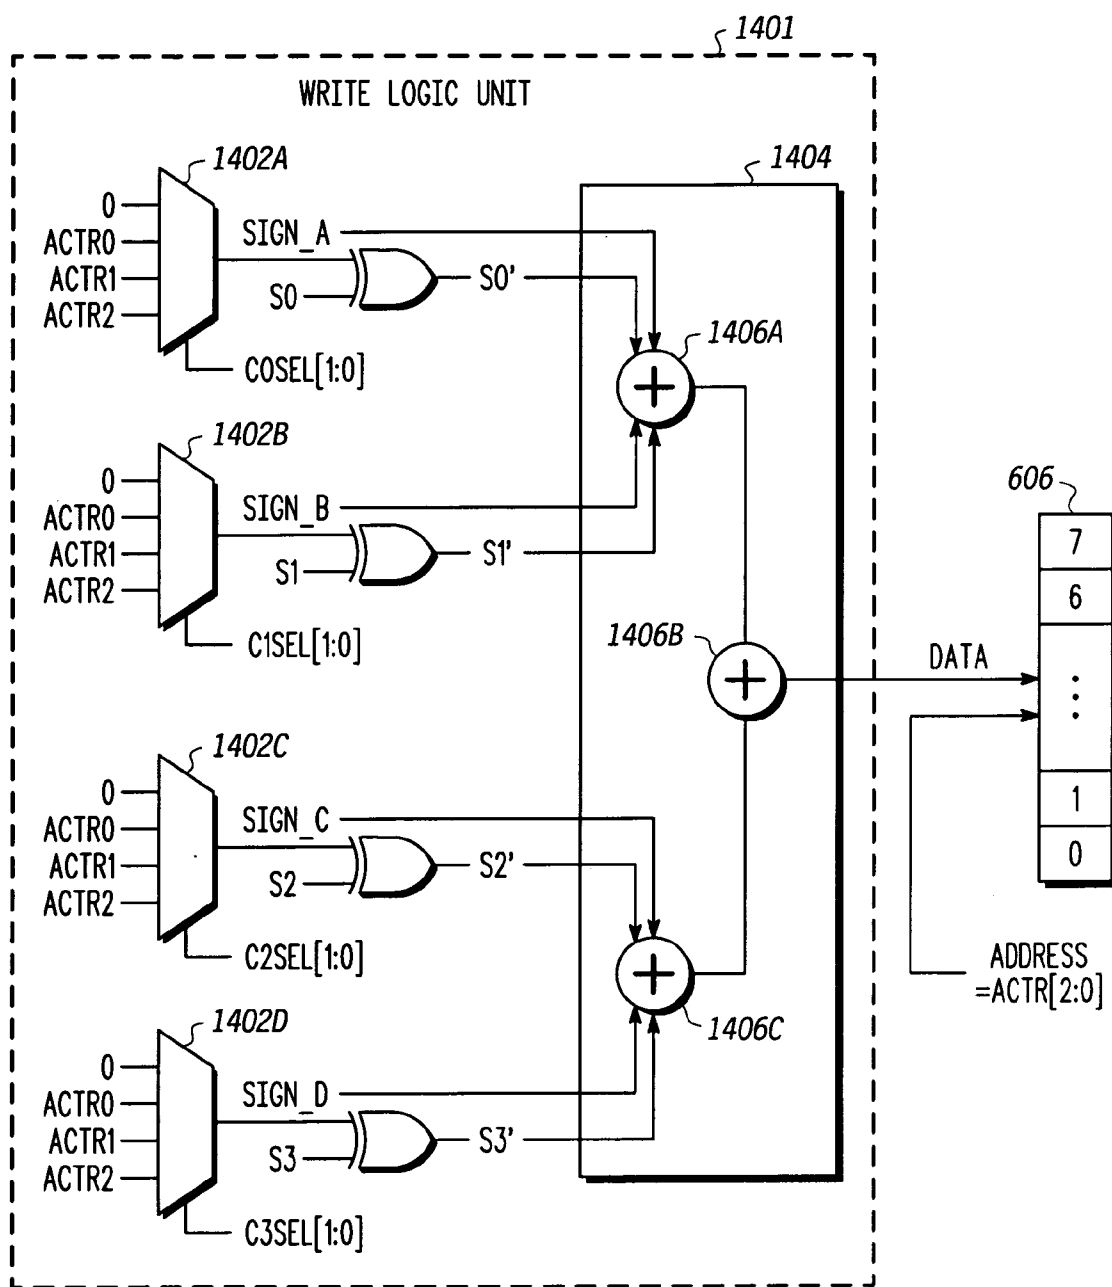 1401
WRITE LOGIC UNIT
1402A
1404
0
ACTR0
ACTR1
ACTR2
SIGN_A
S0
S0'
C0SEL[1:0]
1406A
1402B
0
ACTR0
ACTR1
ACTR2
SIGN_B
S1
S1'
C1SEL[1:0]
606
7
6
1
0
1406B
DATA
1402C
0
ACTR0
ACTR1
ACTR2
SIGN_C
S2
S2'
C2SEL[1:0]
ADDRESS
=ACTR[2:0]
1406C
1402D
0
ACTR0
ACTR1
ACTR2
SIGN_D
S3
S3'
C3SEL[1:0]